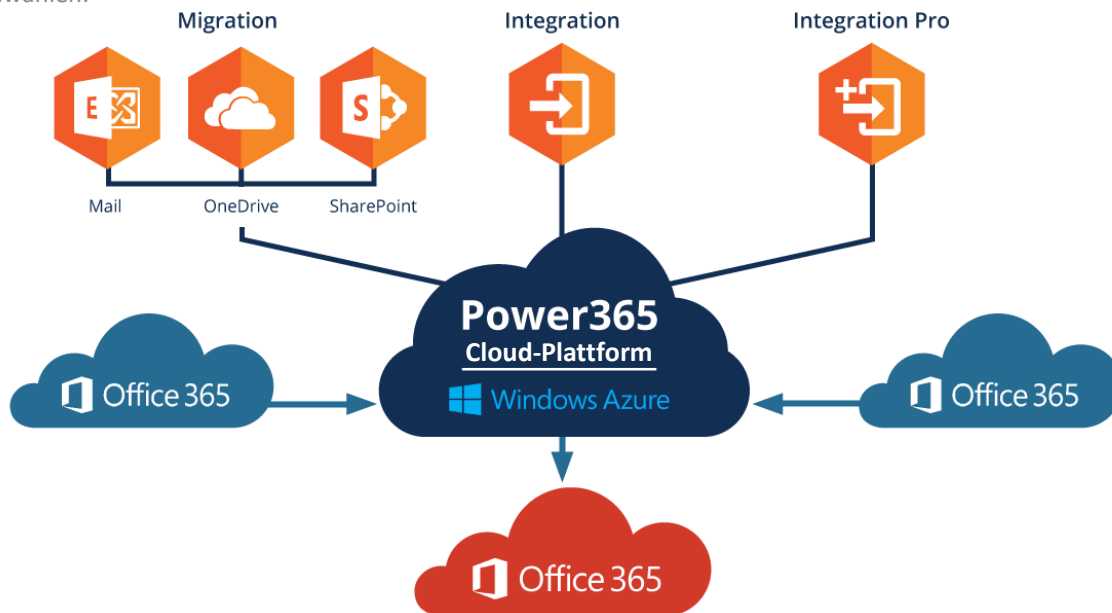 Migration
Integration
Integration Pro
E
S
Mail
OneDrive
SharePoint
Power365
Cloud-Plattform
Windows Azure
Office 365
Office 365
Office 365